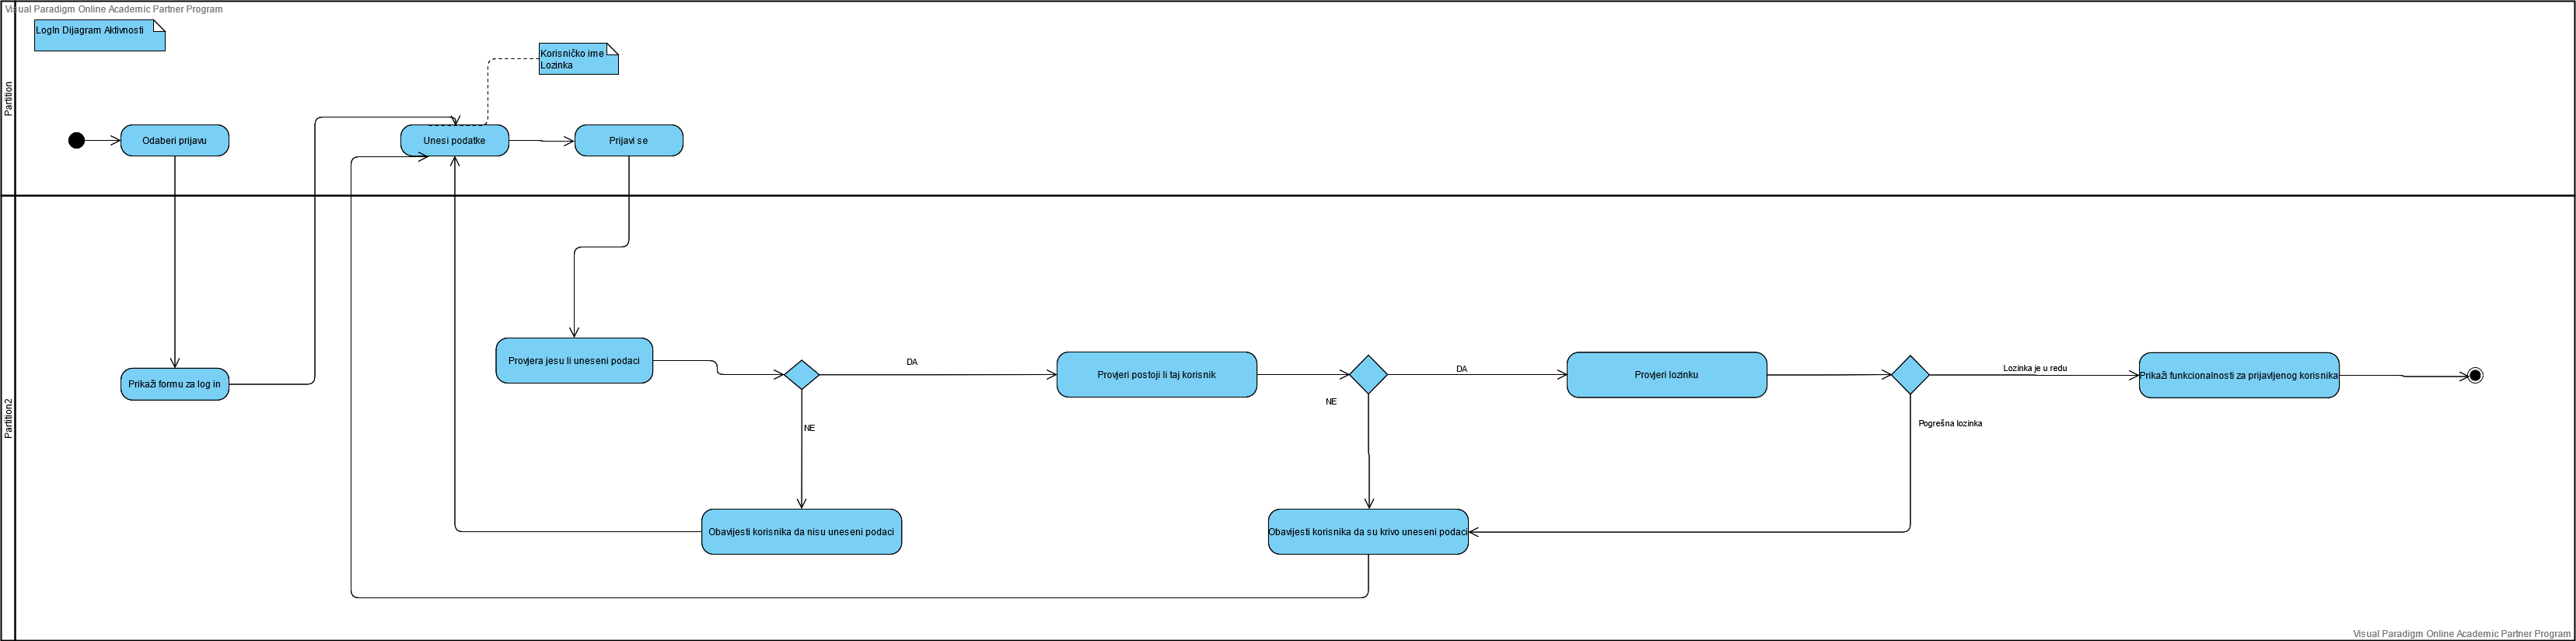 Visual Paradigm Online Academic Partner Program
LogIn Dijagram Aktivnosti
Korisničko ime
Lozinka
Partition
Odaberi prijavu
Unesi podatke
Prijavi se
Partition2
Prikaži formu za log in
Provjera jesu li uneseni podaci
DA
NE
Provjeri postoji li taj korisnik
DA
NE
Provjeri lozinku
Lozinka je u redu
Pogrešna lozinka
Prikaži funkcionalnosti za prijavljenog korisnika
Obavijesti korisnika da nisu uneseni podaci
Obavijesti korisnika da su krivo uneseni podaci
Visual Paradigm Online Academic Partner Program